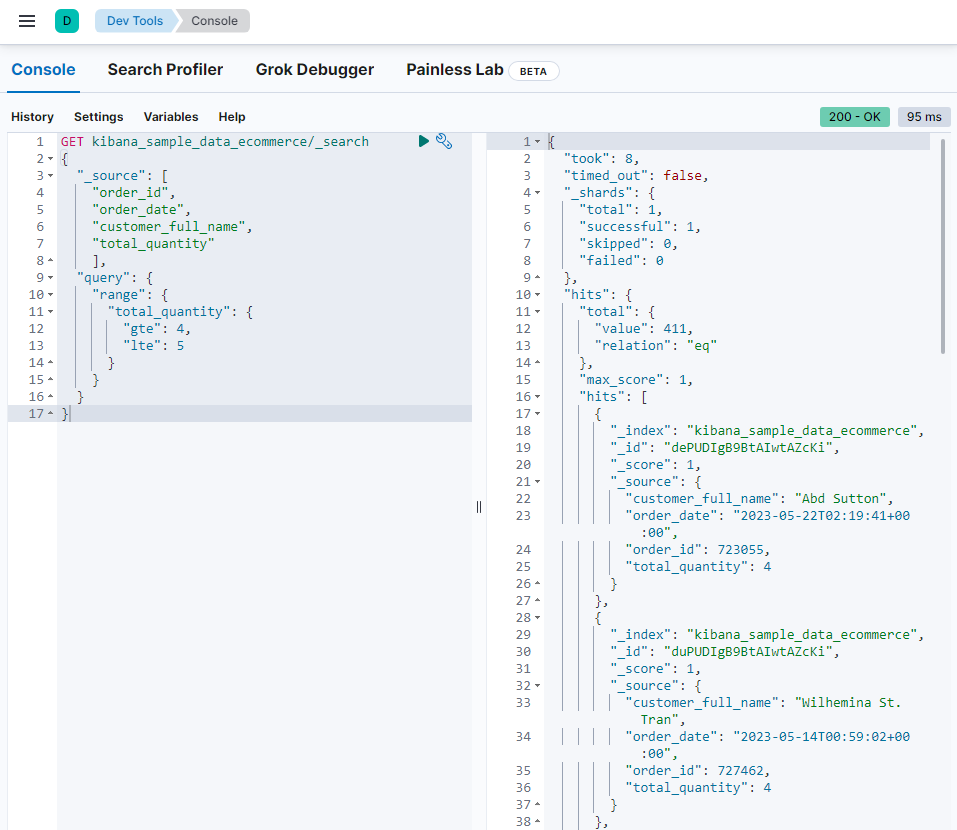 D Dev Tools Console
Console Search Profiler Grok Debugger Painless Lab BETA
History Settings Variables Help 200 - OK 95 ms
1 GET kibana_sample_data_ecommerce/_search
2 {
3 "_source": [
4 "order_id",
5 "order_date",
6 "customer_full_name",
7 "total_quantity"
8 ],
9 "query": {
10 "range": {
11 "total_quantity": {
12 "gte": 4,
13 "lte": 5
14 }
15 }
16 }
17 }
1 {
2 "took": 8,
3 "timed_out": false,
4 "_shards": {
5 "total": 1,
6 "successful": 1,
7 "skipped": 0,
8 "failed": 0
9 },
10 "hits": {
11 "total": {
12 "value": 411,
13 "relation": "eq"
14 },
15 "max_score": 1,
16 "hits": [
17 {
18 "_index": "kibana_sample_data_ecommerce",
19 "_id": "dePUDIgB9BtAIwtAZcKi",
20 "_score": 1,
21 "_source": {
22 "customer_full_name": "Abd Sutton",
23 "order_date": "2023-05-22T02:19:41+00
:00",
24 "order_id": 723055,
25 "total_quantity": 4
26 }
27 },
28 {
29 "_index": "kibana_sample_data_ecommerce",
30 "_id": "duPUDIgB9BtAIwtAZcKi",
31 "_score": 1,
32 "_source": {
33 "customer_full_name": "Wilhemina St.
Tran",
34 "order_date": "2023-05-14T00:59:02+00
:00",
35 "order_id": 727462,
36 "total_quantity": 4
37 }
38 },